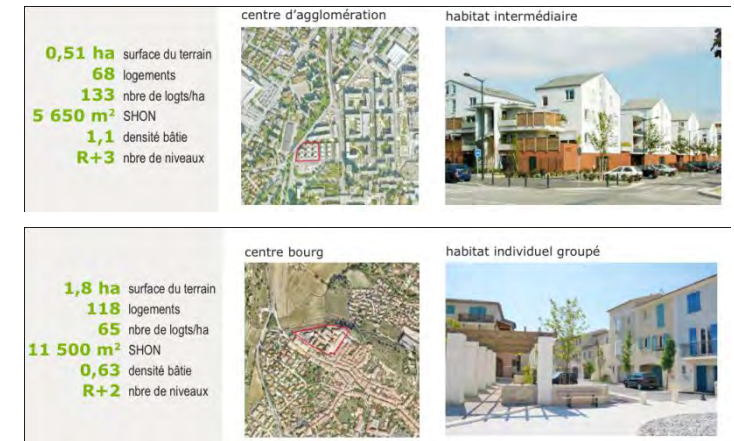 centre d'agglomération
habitat intermédiaire
0,51 ha surface du terrain
68 logements
133 nbre de logts/ha
5 650 m² SHON
1,1 densité bâtie
R+3 nbre de niveaux
centre bourg
habitat individuel groupé
1,8 ha surface du terrain
118 logements
65 nbre de logts/ha
11 500 m² SHON
0,63 densité bâtie
R+2 nbre de niveaux